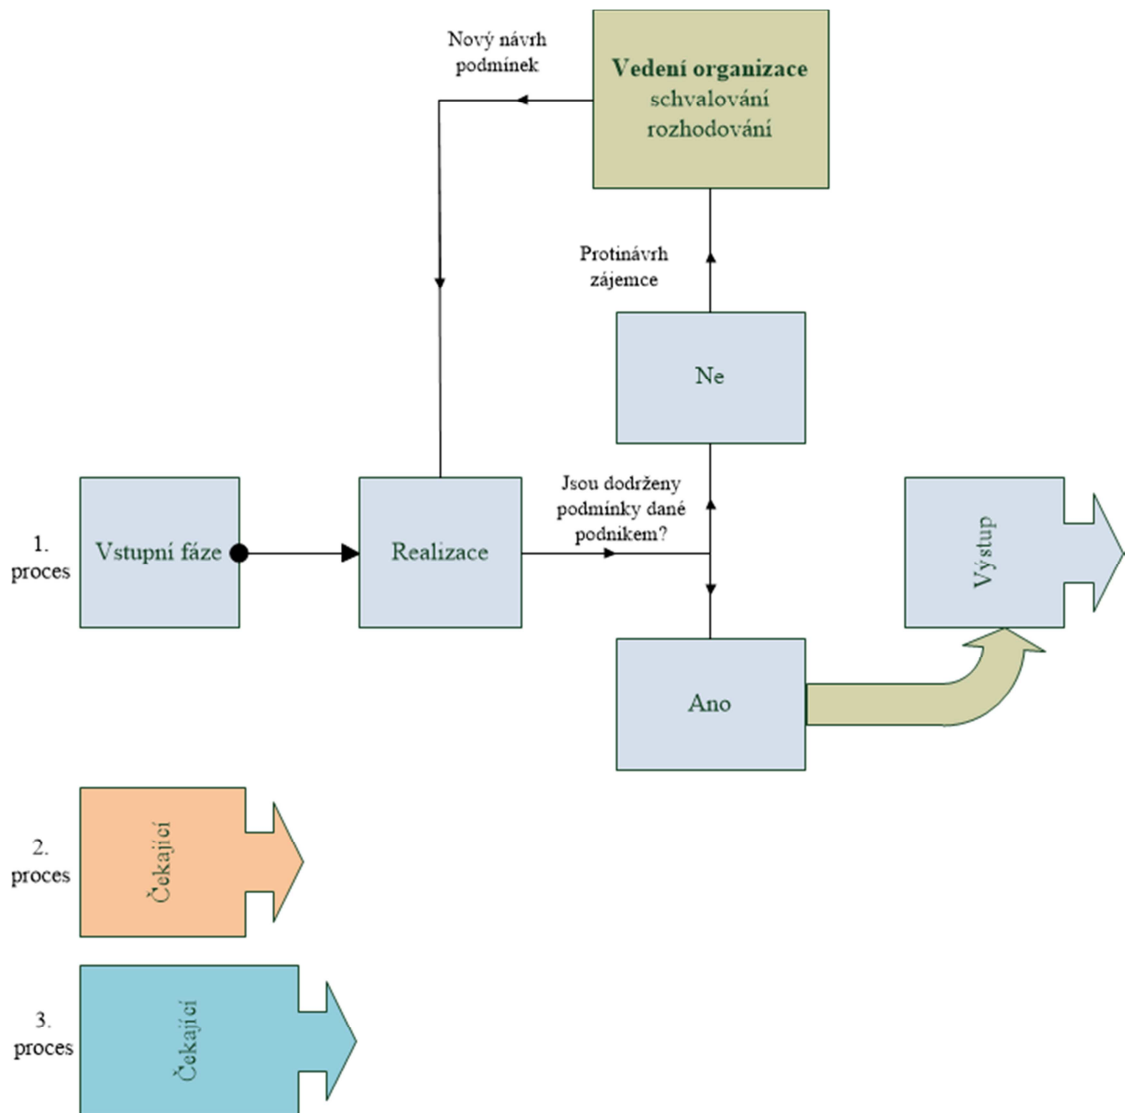 Nový návrh
podmínek
Vedení organizace
schvalování
rozhodování
Protinávrh
zájemce
Ne
Jsou dodrženy
podmínky dané
podnikem?
1.
proces
Vstupní fáze
Realizace
Výstup
Ano
2.
proces
Čekající
3.
proces
Čekající